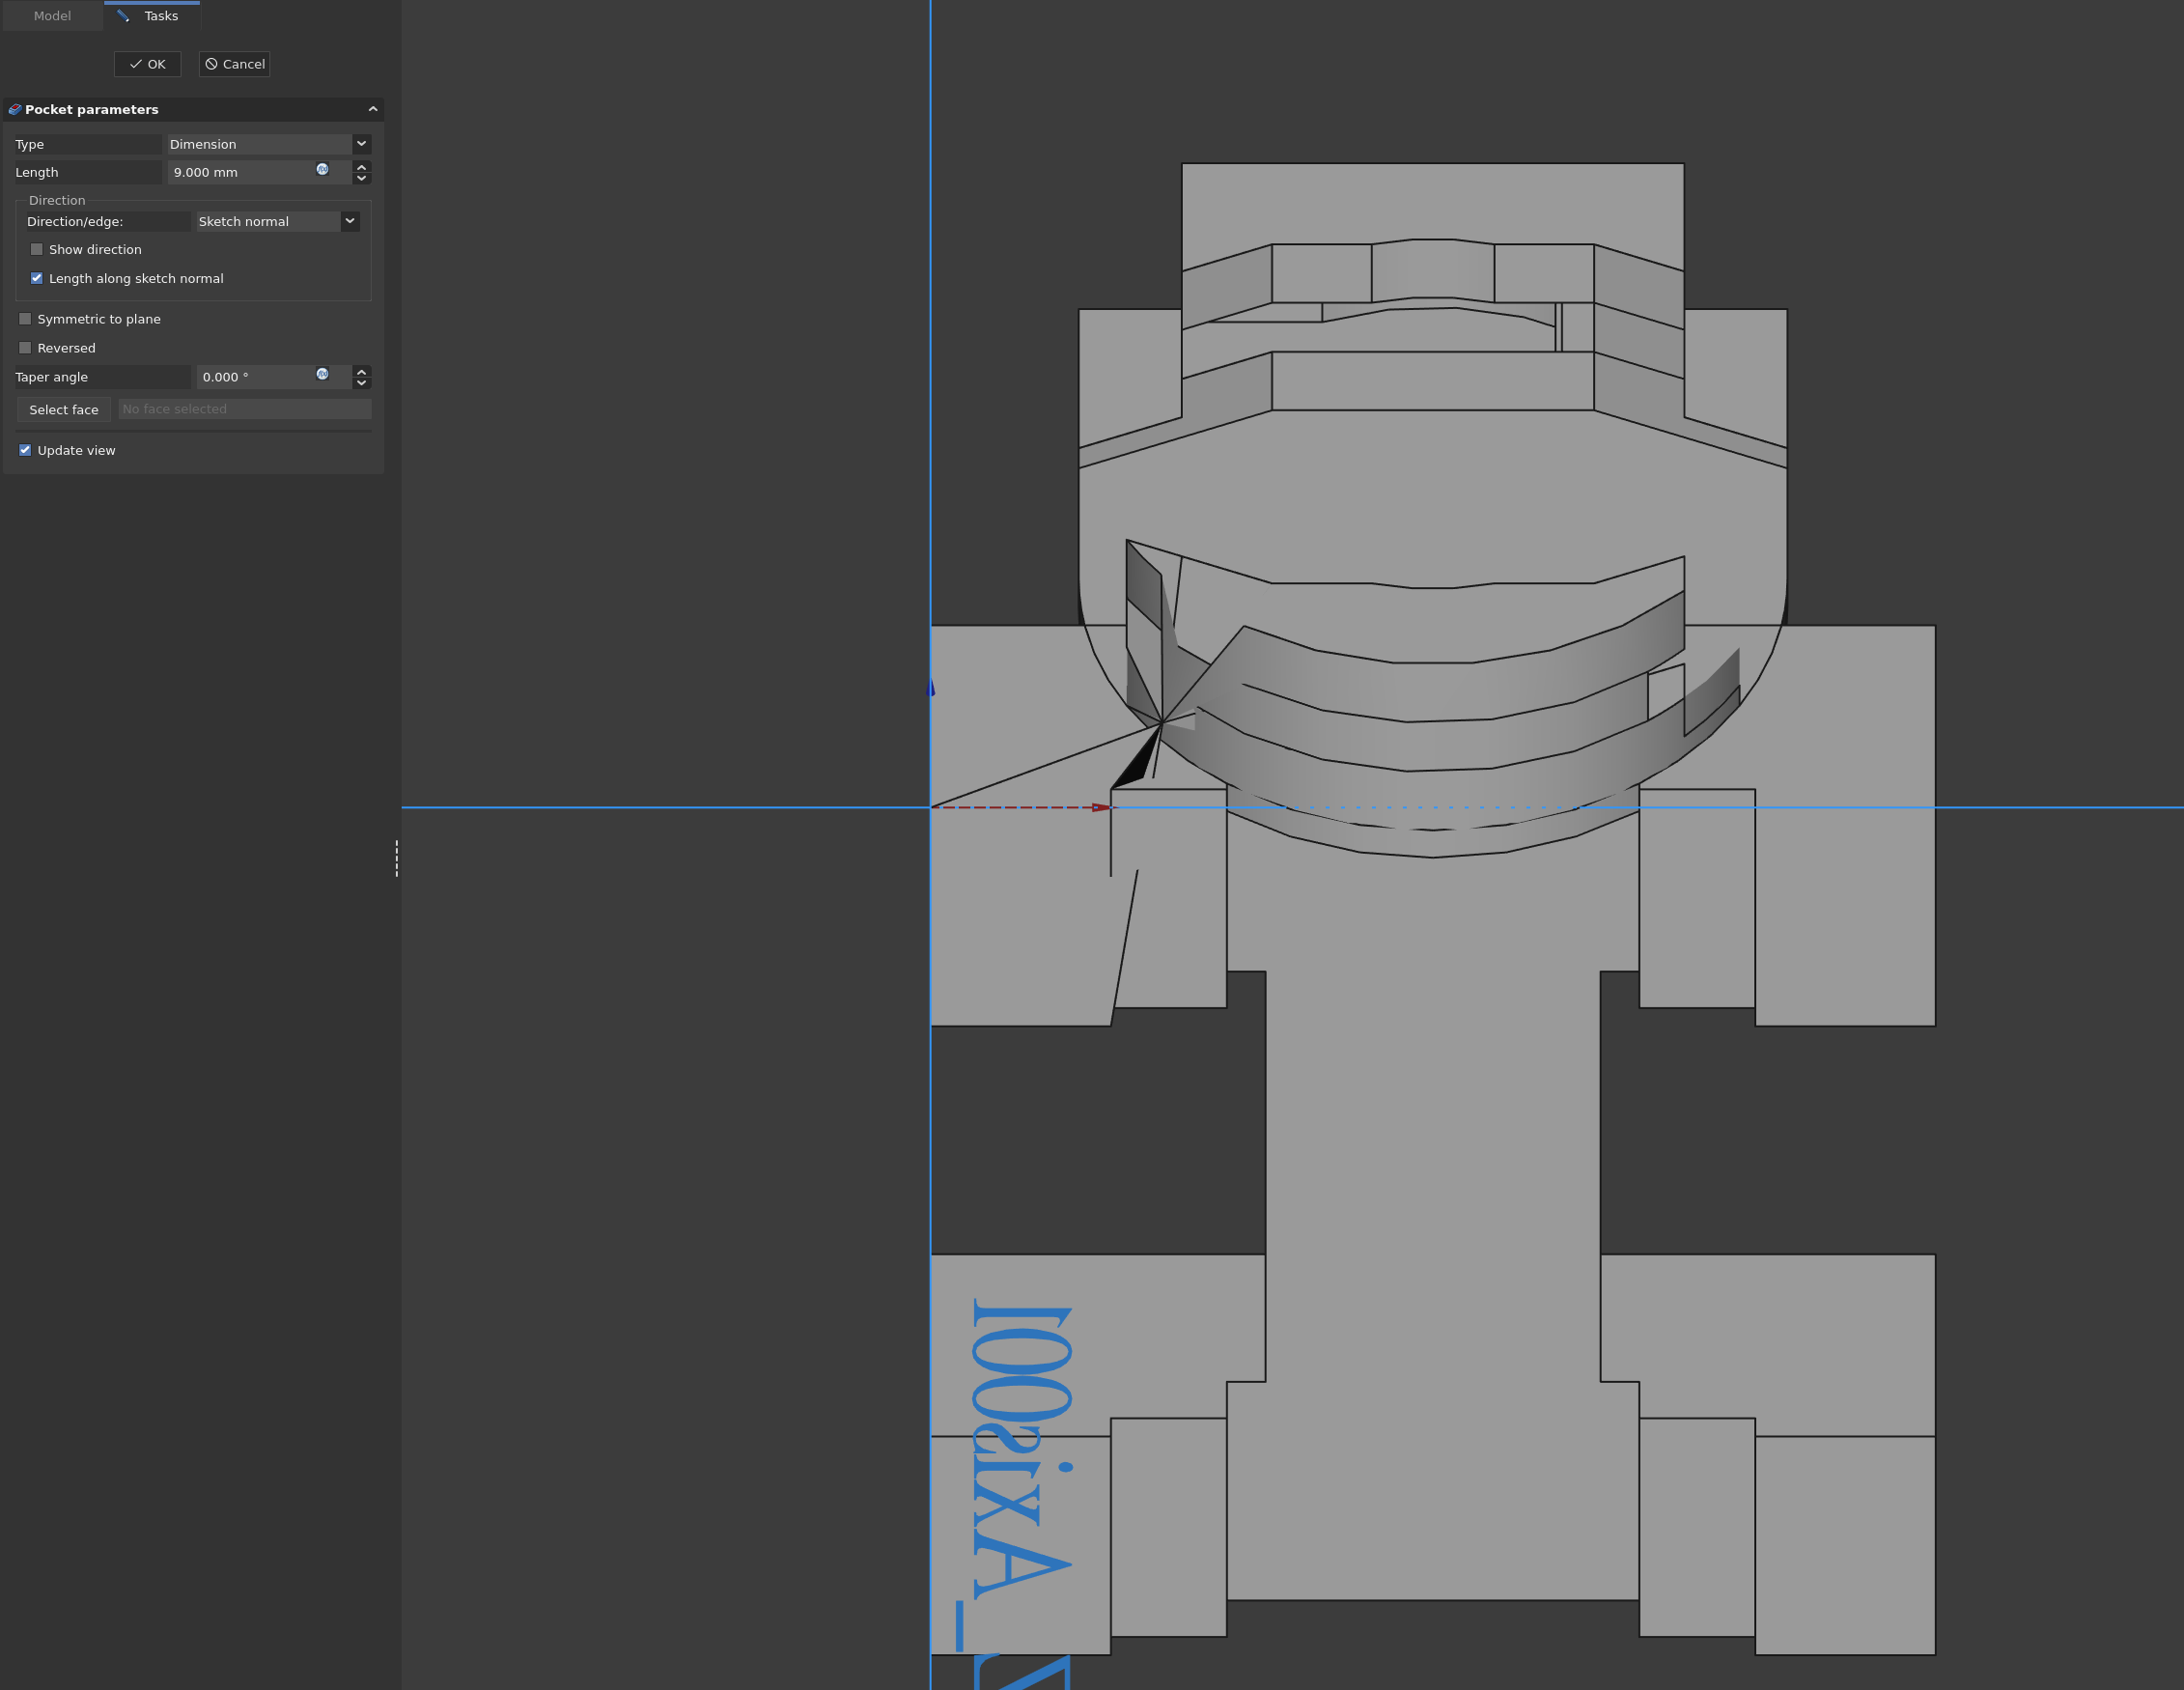 Model
Tasks
OK
Cancel
Pocket parameters
Type
Dimension
Length
9.000 mm
Direction
Direction/edge:
Sketch normal
Show direction
Length along sketch normal
Symmetric to plane
Reversed
Taper angle
0.000 °
Select face
No face selected
Update view